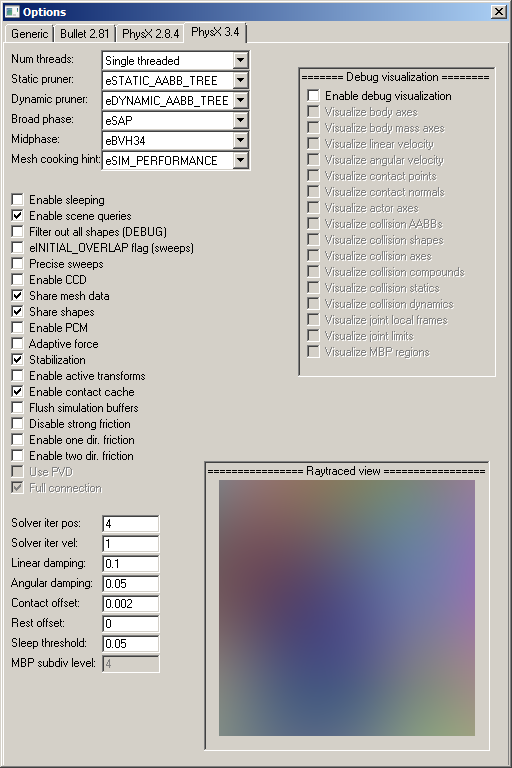 Options
Generic Bullet 2.81 PhysX 2.8.4 PhysX 3.4
Num threads: Single threaded
Static pruner: eSTATIC_AABB_TREE
Dynamic pruner: eDYNAMIC_AABB_TREE
Broad phase: eSAP
Midphase: eBVH34
Mesh cooking hint: eSIM_PERFORMANCE
Enable sleeping
Enable scene queries
Filter out all shapes (DEBUG)
eINITIAL_OVERLAP flag (sweeps)
Precise sweeps
Enable CCD
Share mesh data
Share shapes
Enable PCM
Adaptive force
Stabilization
Enable active transforms
Enable contact cache
Flush simulation buffers
Disable strong friction
Enable one dir. friction
Enable two dir. friction
Use PVD
Full connection
Solver iter pos: 4
Solver iter vel: 1
Linear damping: 0.1
Angular damping: 0.05
Contact offset: 0.002
Rest offset: 0
Sleep threshold: 0.05
MBP subdiv level: 4
======= Debug visualization ========
Enable debug visualization
Visualize body axes
Visualize body mass axes
Visualize linear velocity
Visualize angular velocity
Visualize contact points
Visualize contact normals
Visualize actor axes
Visualize collision AABBs
Visualize collision shapes
Visualize collision axes
Visualize collision compounds
Visualize collision statics
Visualize collision dynamics
Visualize joint local frames
Visualize joint limits
Visualize MBP regions
================ Raytraced view =================